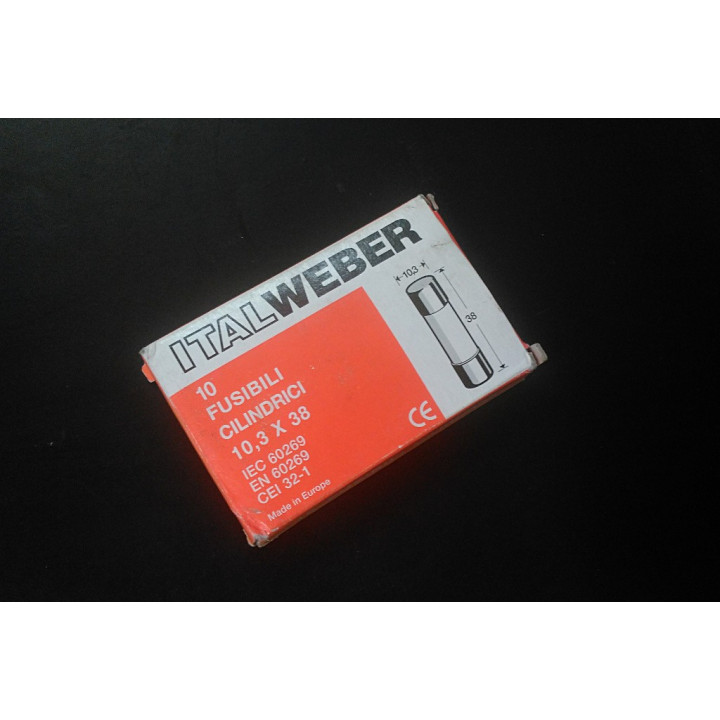 ITALWEBER
10
FUSIBILI
CILINDRICI
10,3 X 38
IEC 60269
EN 60269
CEI 32-1
Made in Europe
10,3
38
CE